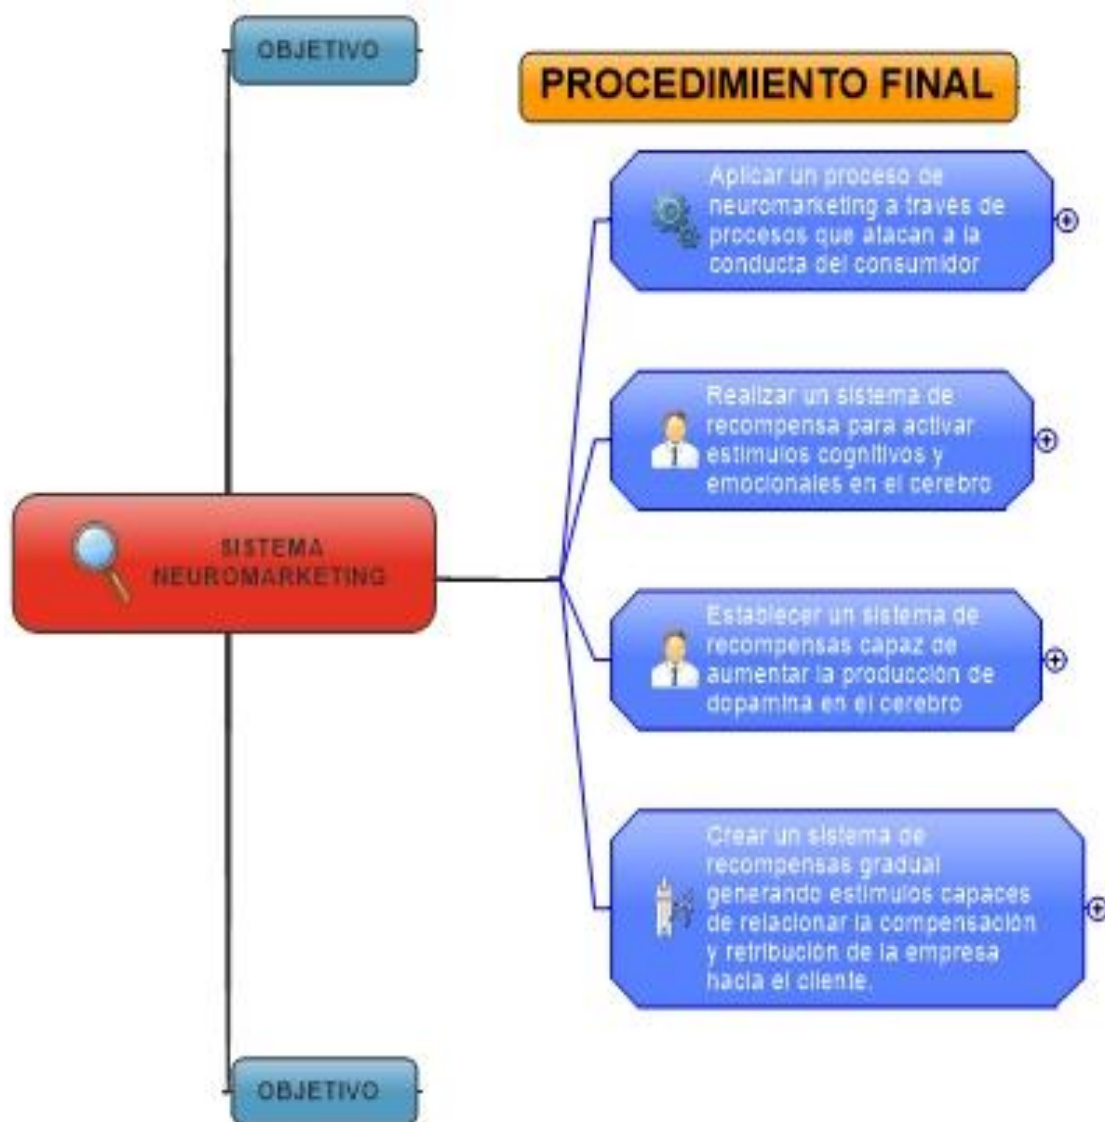 OBJETIVO
PROCEDIMIENTO FINAL
Aplicar un proceso de
neuromarketing a través de
procesos que atacan a la
conducta del consumidor
Realizar un sistema de
recompensa para activar
estimulos cognitivos y
emocionales en el cerebro
SISTEMA
NEUROMARKETING
Establecer un sistema de
recompensas capaz de
aumentar la producción de
dopamina en el cerebro
Crear un sistema de
recompensas gradual
generando estimulos capaces
de relacionar la compensación
y retribución de la empresa
hacia el cliente.
OBJETIVO